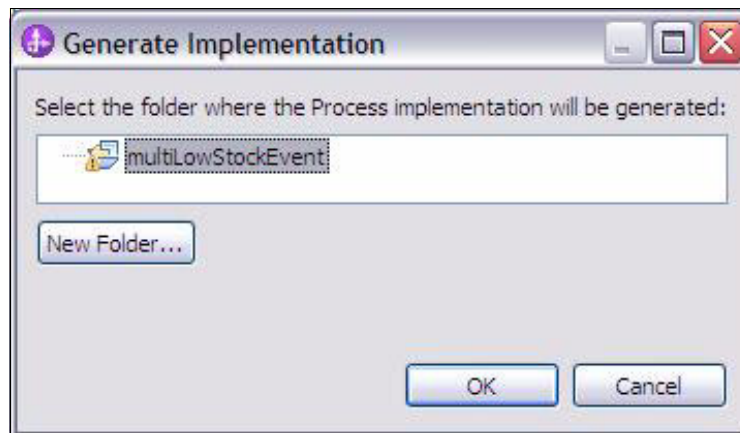 Generate Implementation
Select the folder where the Process implementation will be generated:
multiLowStockEvent
New Folder...
OK Cancel